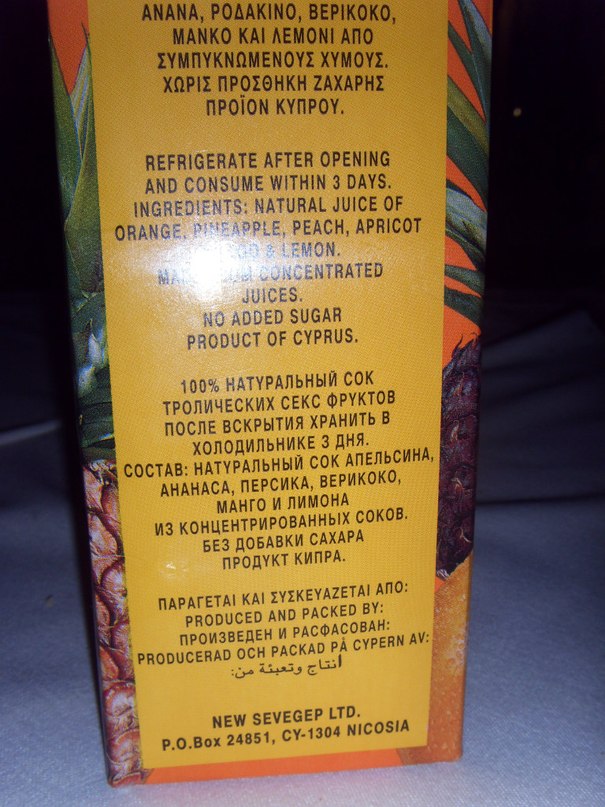 ΑΝΑΝΑ, ΡΟΔΑΚΙΝΟ, ΒΕΡΙΚΟΚΟ,
ΜΑΝΚΟ ΚΑΙ ΛΕΜΟΝΙ ΑΠΟ
ΣΥΜΠΥΚΝΩΜΕΝΟΥΣ ΧΥΜΟΥΣ.
ΧΩΡΙΣ ΠΡΟΣΘΗΚΗ ΖΑΧΑΡΗΣ
ΠΡΟΪΟΝ ΚΥΠΡΟΥ.
REFRIGERATE AFTER OPENING
AND CONSUME WITHIN 3 DAYS.
INGREDIENTS: NATURAL JUICE OF
ORANGE, PINEAPPLE, PEACH, APRICOT
& LEMON.
CONCENTRATED
JUICES.
NO ADDED SUGAR
PRODUCT OF CYPRUS.
100% НАТУРАЛЬНЫЙ СОК
ТРОЛИЧЕСКИХ СЕКС ФРУКТОВ
ПОСЛЕ ВСКРЫТИЯ ХРАНИТЬ В
ХОЛОДИЛЬНИКЕ 3 ДНЯ.
СОСТАВ: НАТУРАЛЬНЫЙ СОК АПЕЛЬСИНА,
АНАНАСА, ПЕРСИКА, ВЕРИКОКО,
МАНГО И ЛИМОНА
ИЗ КОНЦЕНТРИРОВАННЫХ СОКОВ.
БЕЗ ДОБАВКИ САХАРА
ПРОДУКТ КИПРА.
ΠΑΡΑΓΕΤΑΙ ΚΑΙ ΣΥΣΚΕΥΑΖΕΤΑΙ ΑΠΟ:
PRODUCED AND PACKED BY:
ПРОИЗВЕДЕН И РАСФАСОВАН:
PRODUCERAD OCH PACKAD PÅ CYPERN AV:
انتاج وتعبئة من:
NEW SEVEGEP LTD.
P.O.Box 24851, CY-1304 NICOSIA